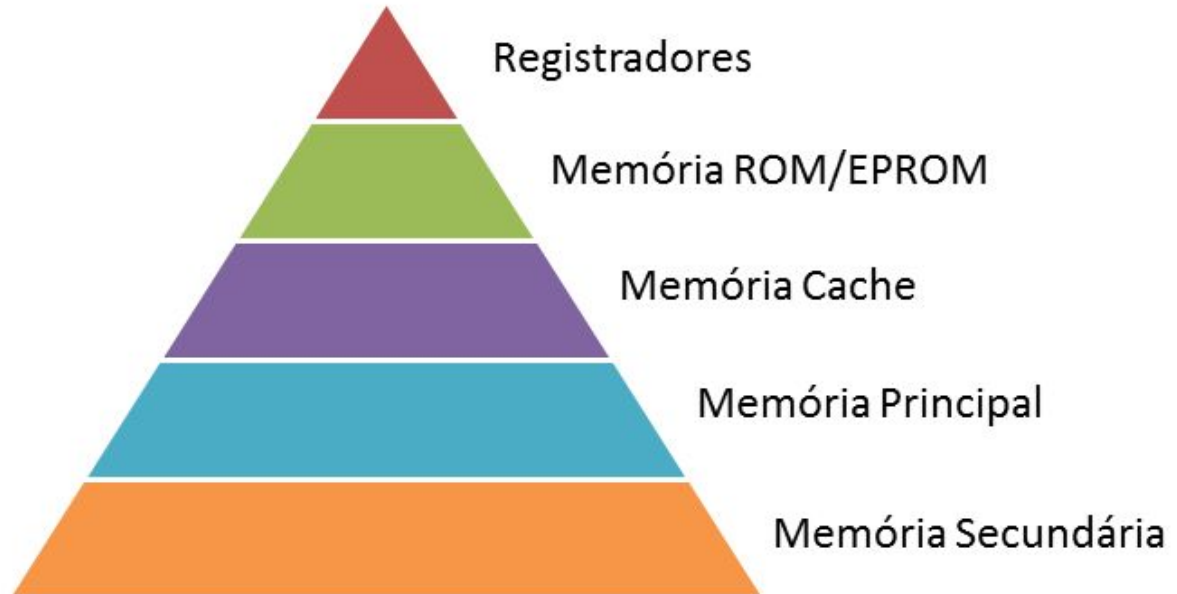 Registradores
Memória ROM/EPROM
Memória Cache
Memória Principal
Memória Secundária